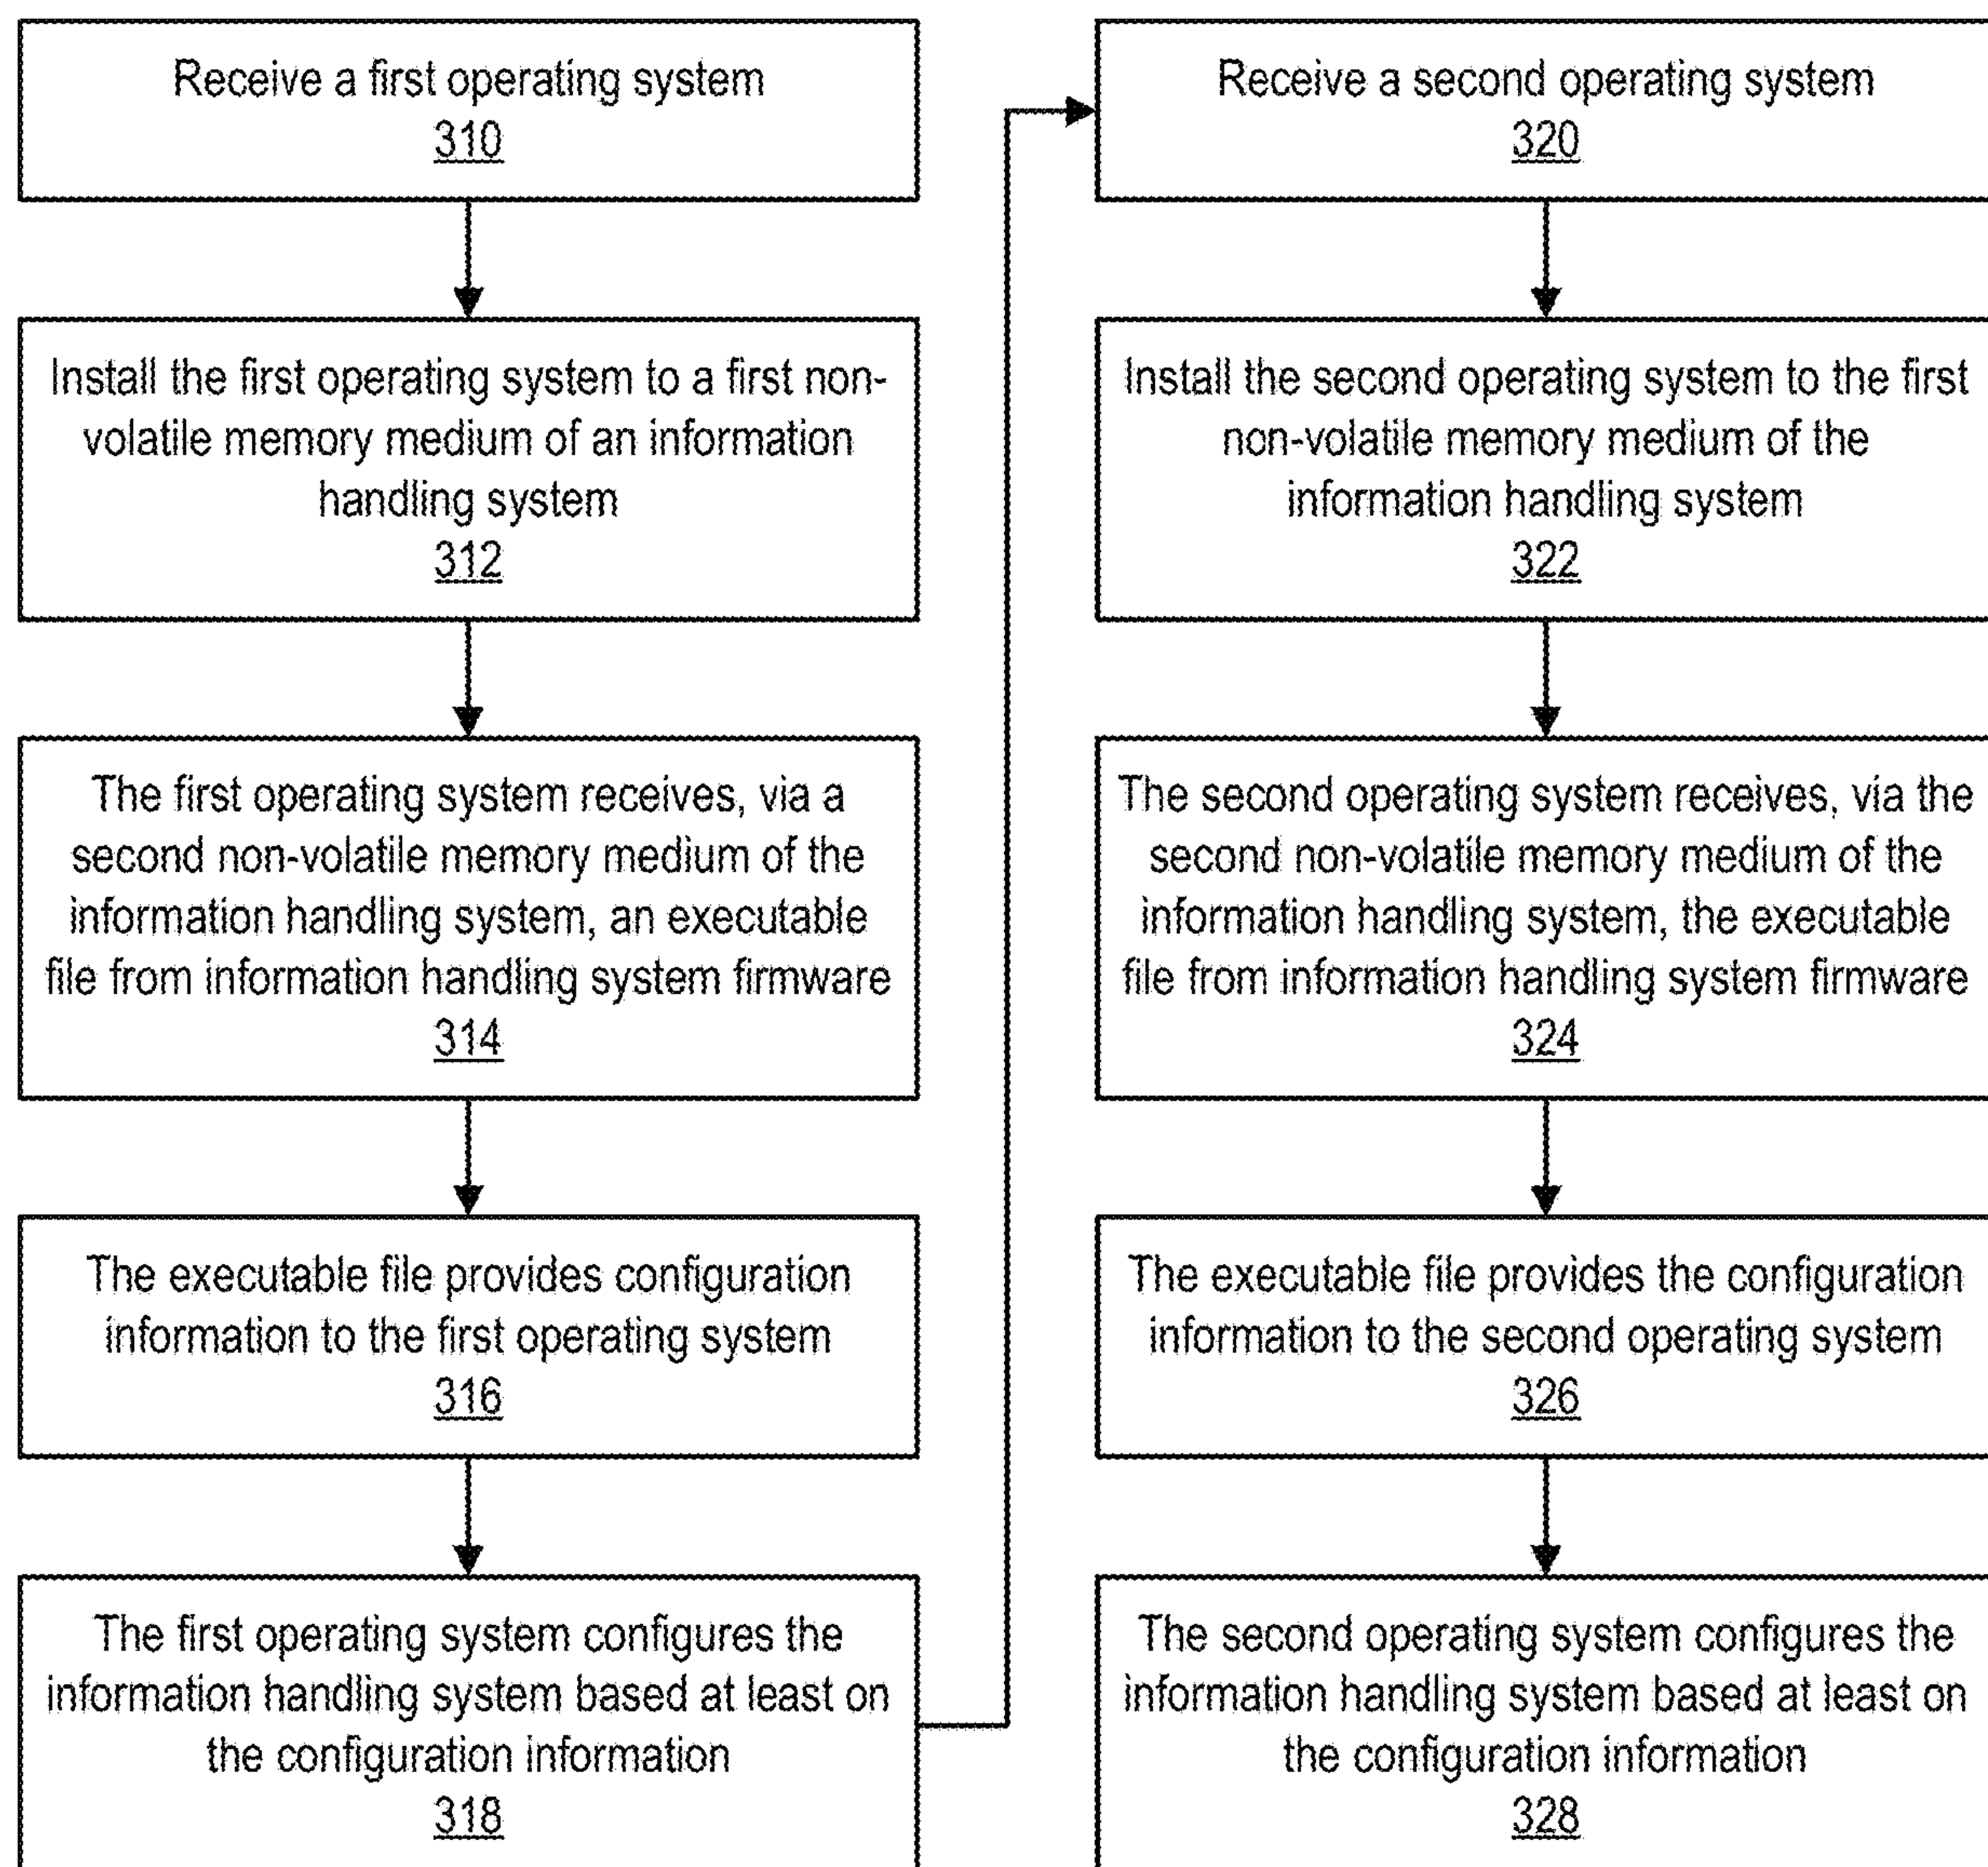 Receive a first operating system
310
Install the first operating system to a first non-
volatile memory medium of an information
handling system
312
The first operating system receives, via a
second non-volatile memory medium of the
information handling system, an executable
file from information handling system firmware
314
The executable file provides configuration
information to the first operating system
316
The first operating system configures the
information handling system based at least on
the configuration information
318
Receive a second operating system
320
Install the second operating system to the first
non-volatile memory medium of the
information handling system
322
The second operating system receives, via the
second non-volatile memory medium of the
information handling system, the executable
file from information handling system firmware
324
The executable file provides the configuration
information to the second operating system
326
The second operating system configures the
information handling system based at least on
the configuration information
328